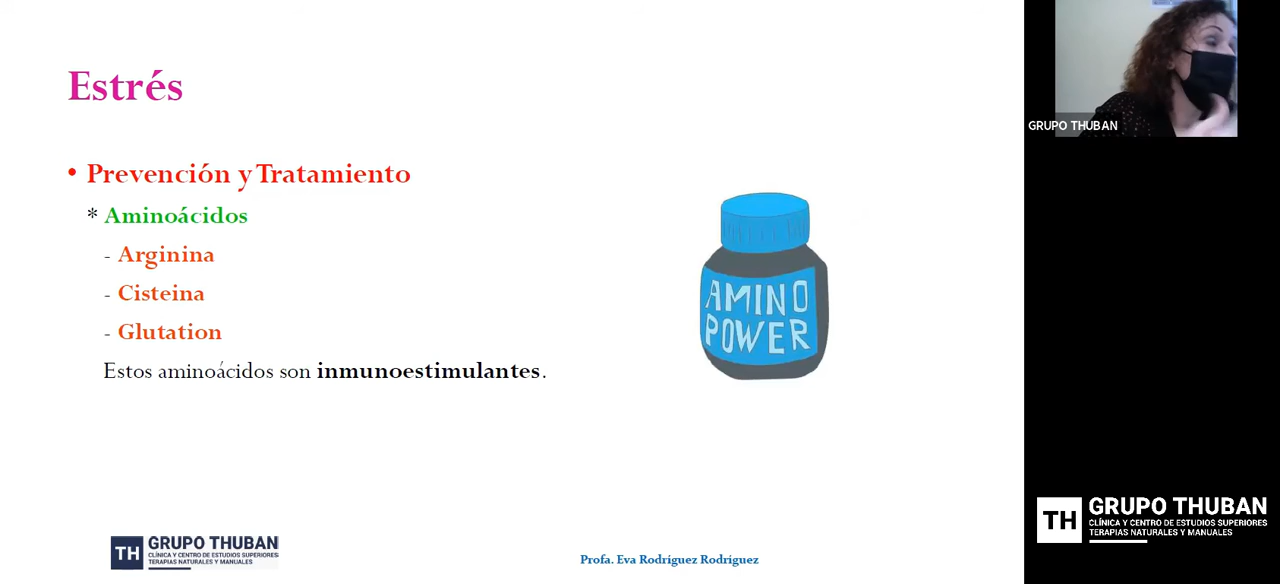 Estrés
• Prevención y Tratamiento
* Aminoácidos
- Arginina
- Cisteina
- Glutation
Estos aminoácidos son inmunoestimulantes.
AMINO
POWER
GRUPO THUBAN
TH GRUPO THUBAN
CLÍNICA Y CENTRO DE ESTUDIOS SUPERIORES
TERAPIAS NATURALES Y MANUALES
Profa. Eva Rodríguez Rodríguez
TH GRUPO THUBAN
CLÍNICA Y CENTRO DE ESTUDIOS SUPERIORES
TERAPIAS NATURALES Y MANUALES